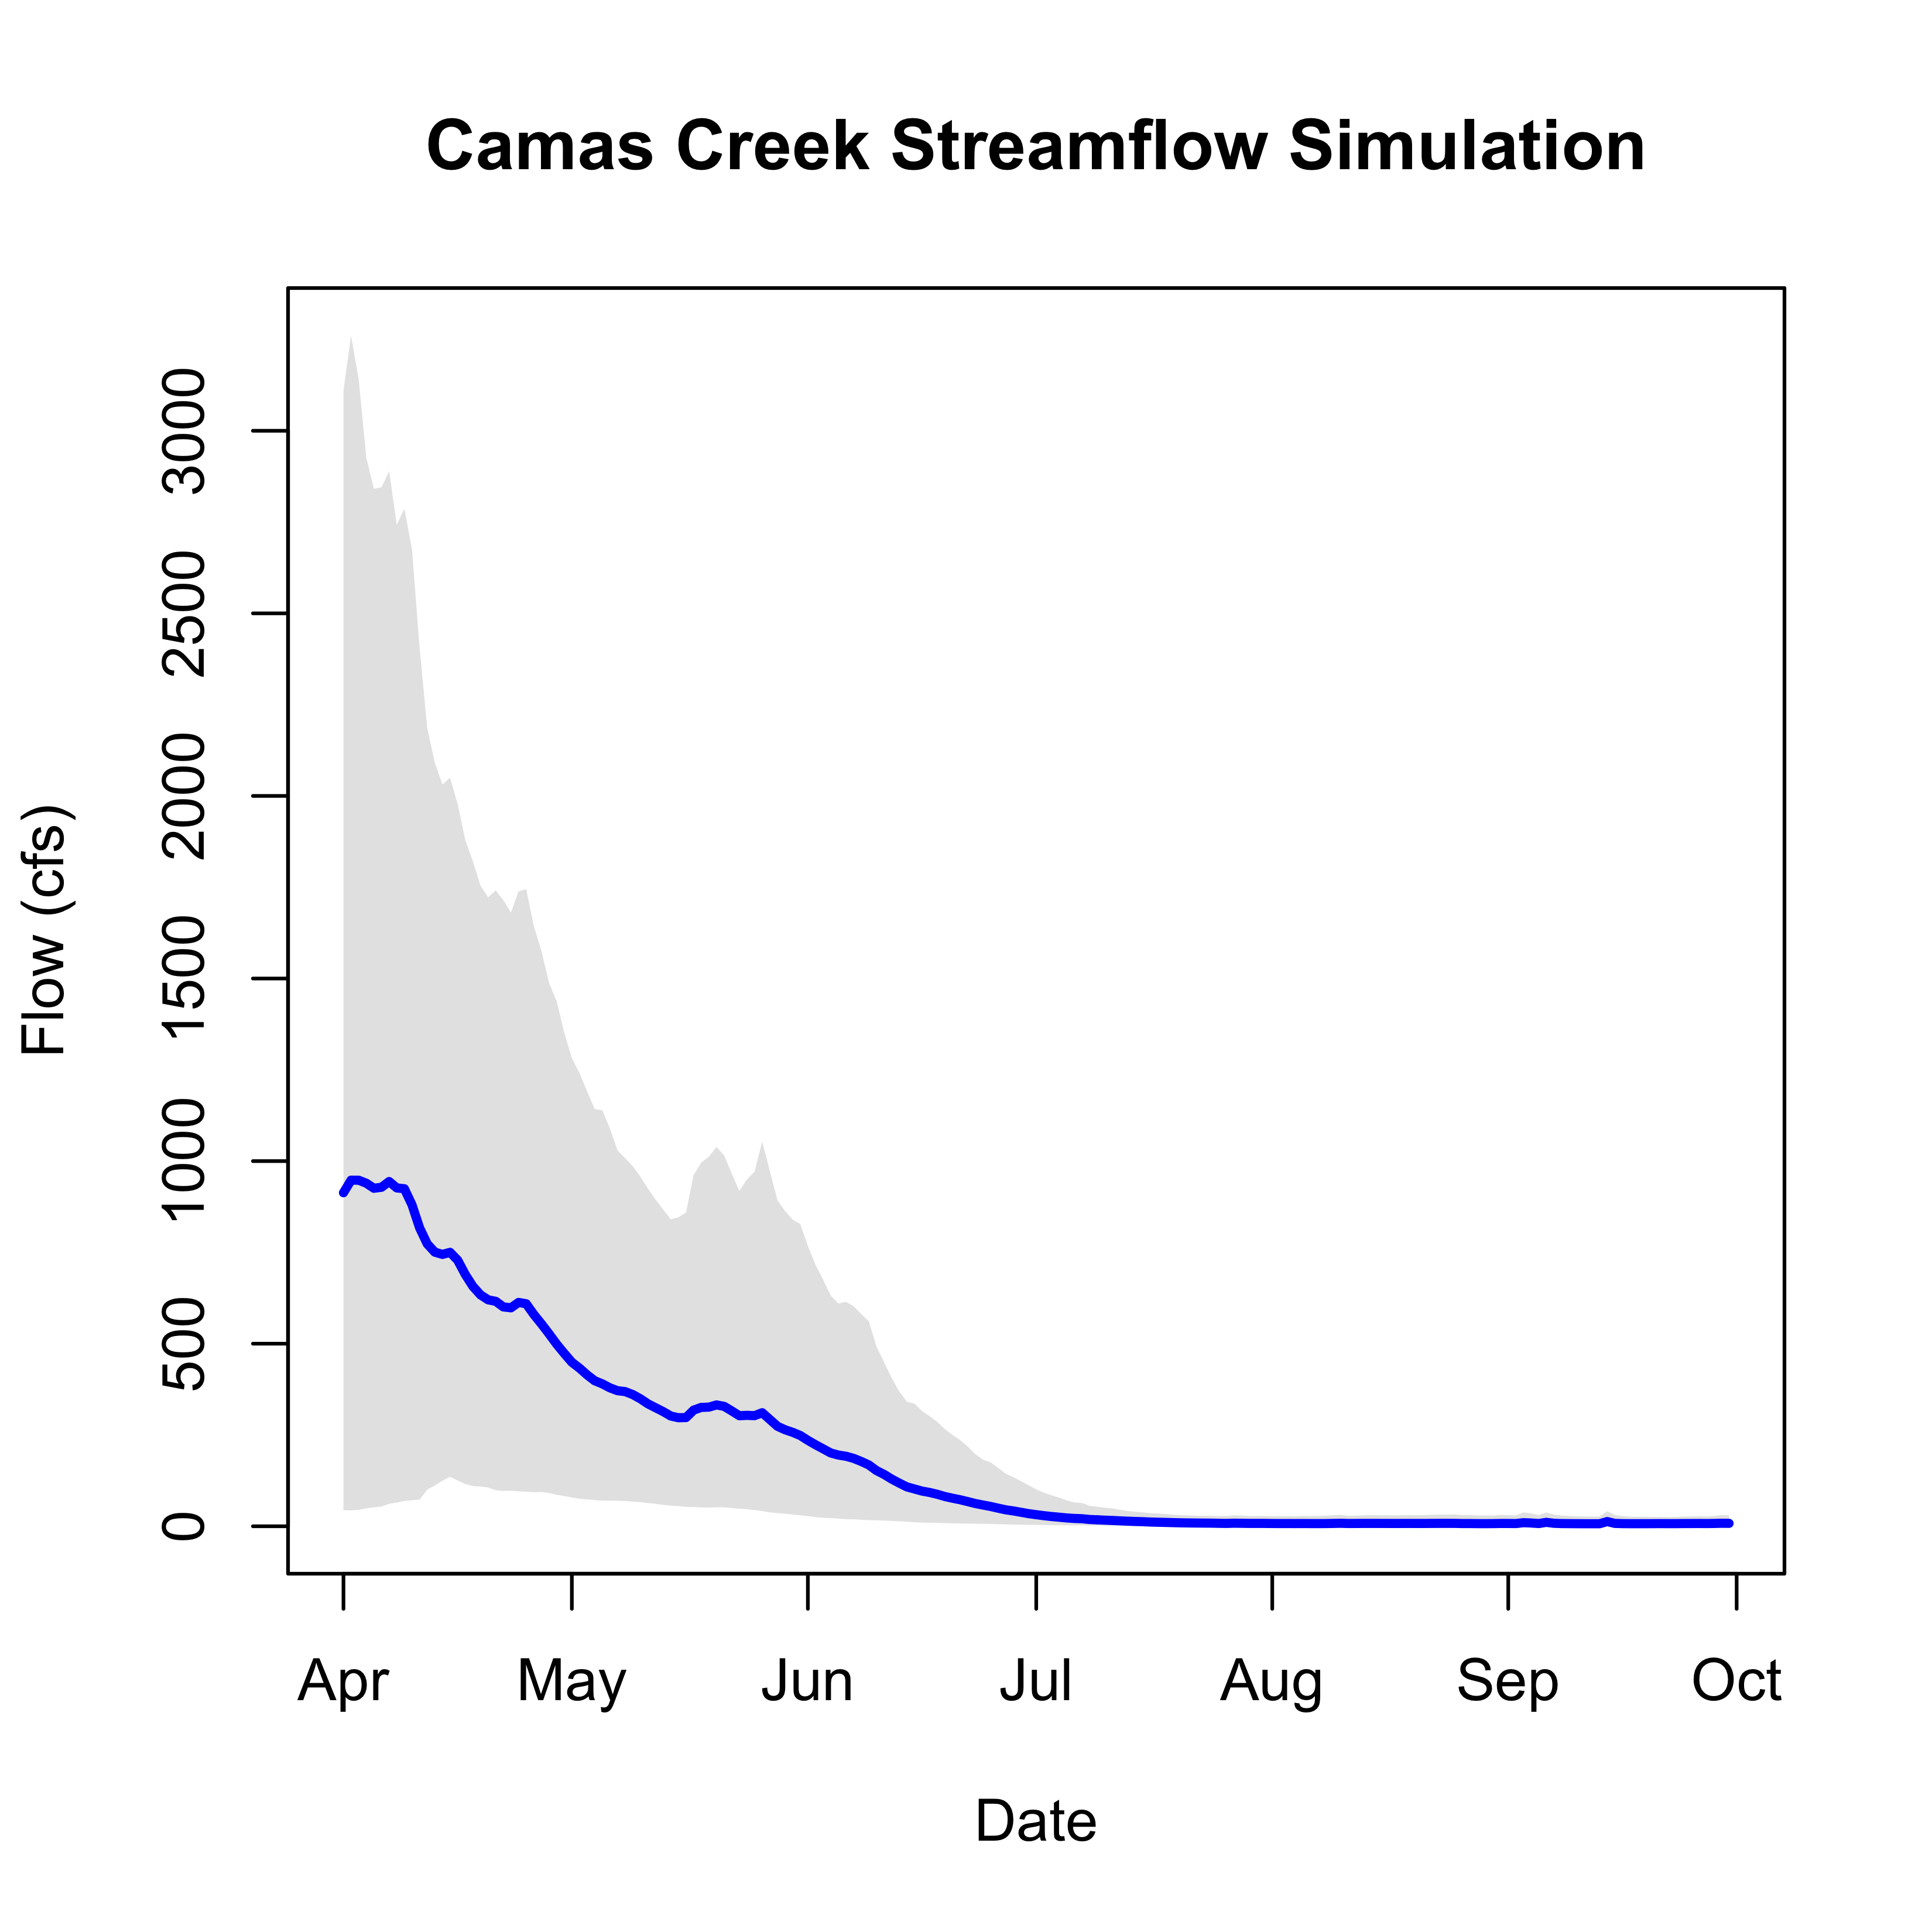 Camas Creek Streamflow Simulation
Flow (cfs)
3000
2500
2000
1500
1000
500
0
Apr May Jun Jul Aug Sep Oct
Date